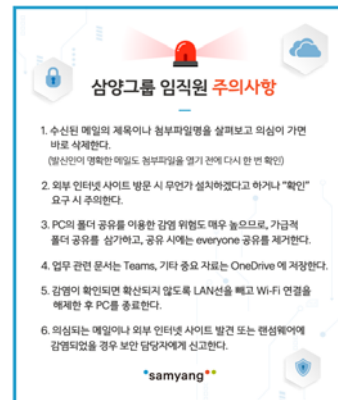 삼양그룹 임직원 주의사항
1. 수신된 메일의 제목이나 첨부파일명을 살펴보고 의심이 가면
바로 삭제한다.
(발신인이 명확한 메일도 첨부파일을 열기 전에 다시 한 번 확인)
2. 외부 인터넷 사이트 방문 시 무언가 설치하겠다고 하거나 “확인”
요구 시 주의한다.
3. PC의 폴더 공유를 이용한 감염 위험도 매우 높으므로, 가급적
폴더 공유를 삼가하고, 공유 시에는 everyone 공유를 제거한다.
4. 업무 관련 문서는 Teams, 기타 중요 자료는 OneDrive 에 저장한다.
5. 감염이 확인되면 확산되지 않도록 LAN선을 빼고 Wi-Fi 연결을
해제한 후 PC를 종료한다.
6. 의심되는 메일이나 외부 인터넷 사이트 발견 또는 랜섬웨어에
감염되었을 경우 보안 담당자에게 신고한다.
samyang